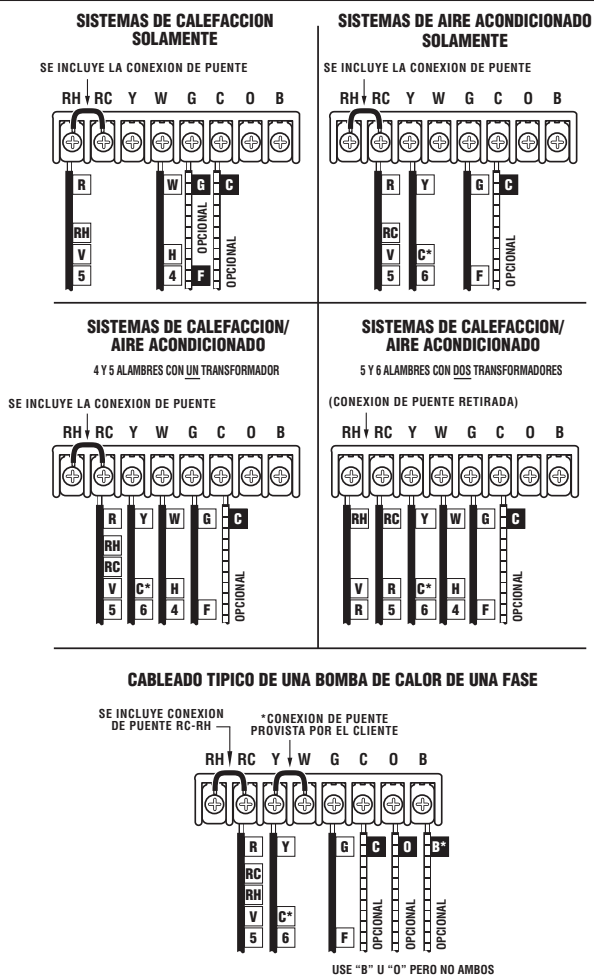 SISTEMAS DE CALEFACCION
SOLAMENTE
SE INCLUYE LA CONEXION DE PUENTE
RH RC Y W G C O B
R W G C
RH
V H
5 4 F
OPCIONAL
OPCIONAL
SISTEMAS DE AIRE ACONDICIONADO
SOLAMENTE
SE INCLUYE LA CONEXION DE PUENTE
RH RC Y W G C O B
R Y G C
RC
V C*
5 6 F
OPCIONAL
SISTEMAS DE CALEFACCION/
AIRE ACONDICIONADO
4 Y 5 ALAMBRES CON UN TRANSFORMADOR
SE INCLUYE LA CONEXION DE PUENTE
RH RC Y W G C O B
R Y W G C
RH
RC
V C* H
5 6 4 F
OPCIONAL
SISTEMAS DE CALEFACCION/
AIRE ACONDICIONADO
5 Y 6 ALAMBRES CON DOS TRANSFORMADORES
(CONEXION DE PUENTE RETIRADA)
RH RC Y W G C O B
RH RC Y W G C
V R C* H
R 5 6 4 F
OPCIONAL
CABLEADO TIPICO DE UNA BOMBA DE CALOR DE UNA FASE
SE INCLUYE CONEXION
DE PUENTE RC-RH
*CONEXION DE PUENTE
PROVISTA POR EL CLIENTE
RH RC Y W G C O B
R Y G C O B*
RC
RH
V C*
5 6 F
OPCIONAL
OPCIONAL
OPCIONAL
USE “B” U “O” PERO NO AMBOS